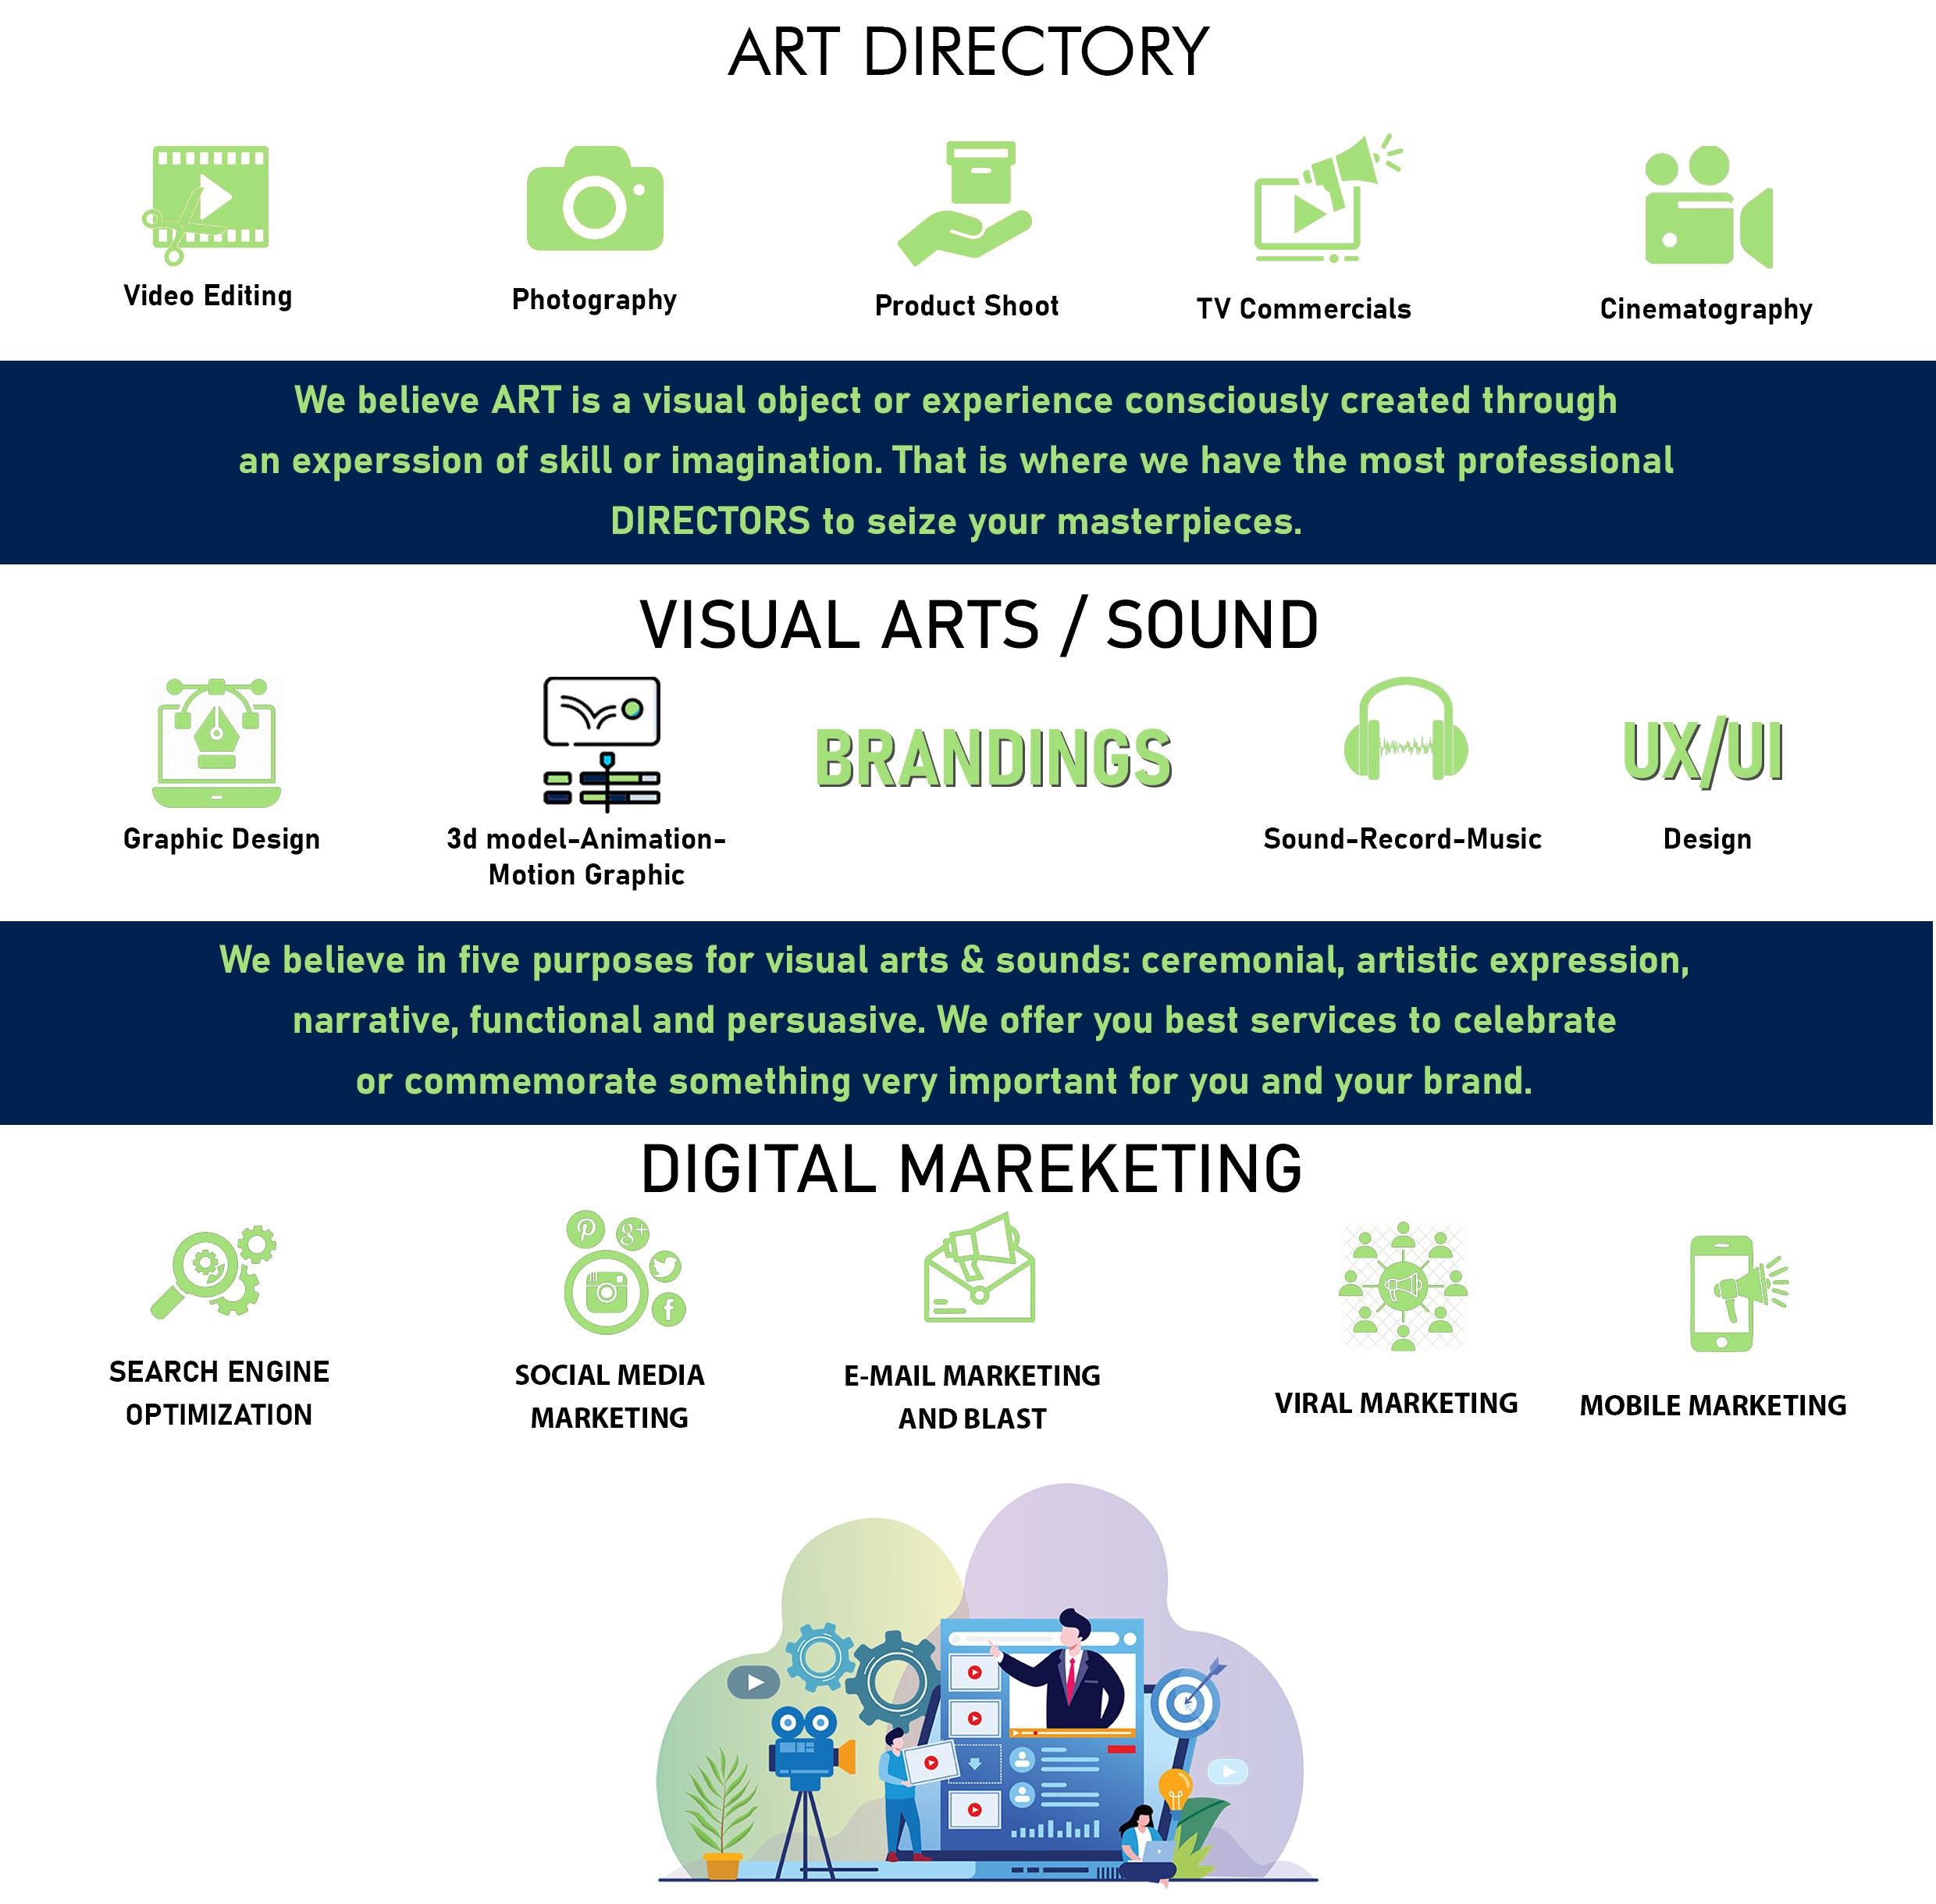 ART DIRECTORY
Video Editing
Photography
Product Shoot
TV Commercials
Cinematography
We believe ART is a visual object or experience consciously created through
an experssion of skill or imagination. That is where we have the most professional
DIRECTORS to seize your masterpieces.
VISUAL ARTS / SOUND
BRANDINGS
UX/UI
Graphic Design
3d model-Animation-
Motion Graphic
Sound-Record-Music
Design
We believe in five purposes for visual arts & sounds: ceremonial, artistic expression,
narrative, functional and persuasive. We offer you best services to celebrate
or commemorate something very important for you and your brand.
DIGITAL MAREKETING
g+
f
SEARCH ENGINE
OPTIMIZATION
SOCIAL MEDIA
MARKETING
E-MAIL MARKETING
AND BLAST
VIRAL MARKETING
MOBILE MARKETING